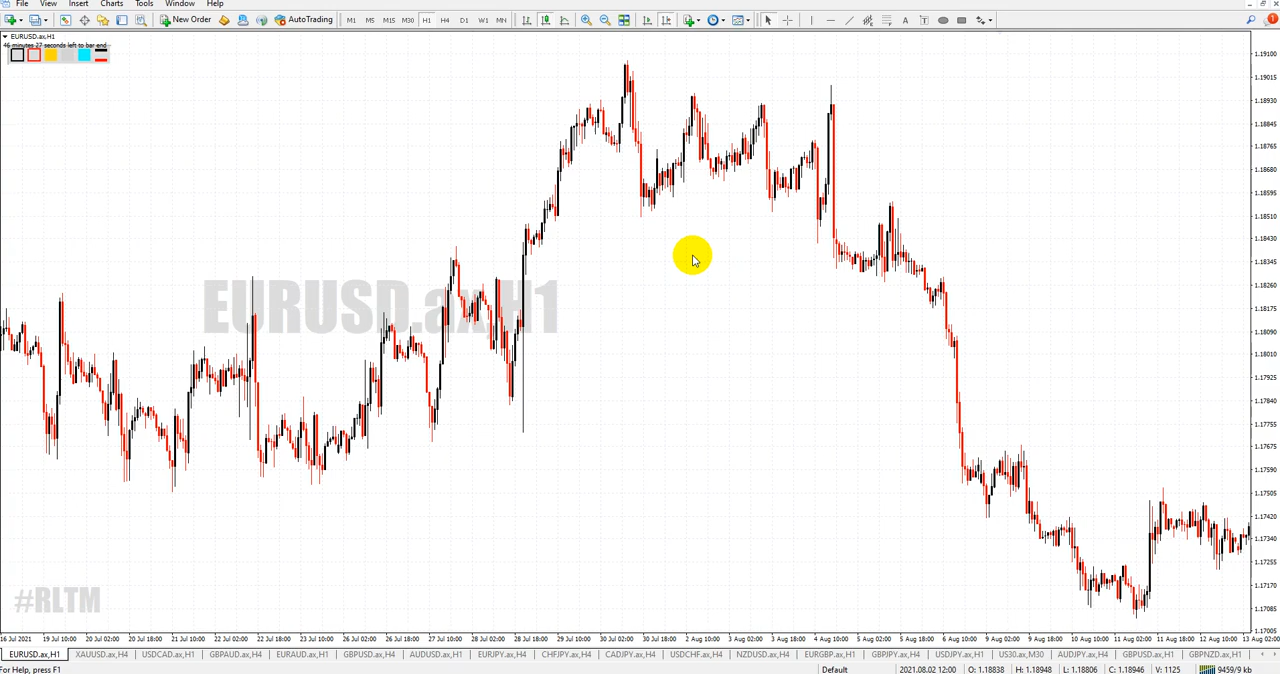 File View Insert Charts Tools Window Help
New Order AutoTrading M1 M5 M15 M30 H1 H4 D1 W1 MN A T 1
EURUSD.ax,H1
46 minutes 27 seconds left to bar end
1.19100
1.19015
1.18930
1.18765
1.18680
1.18595
1.18510
1.18430
1.18345
1.18260
1.18175
1.18090
1.18010
1.17925
1.17840
1.17755
1.17670
1.17590
1.17505
1.17420
1.17340
1.17255
1.17170
1.17085
1.17005
EURUSD.ax,H1
#RLTM
16 Jul 2021 19 Jul 10:00 20 Jul 02:00 20 Jul 18:00 21 Jul 10:00 22 Jul 02:00 22 Jul 18:00 23 Jul 10:00 26 Jul 02:00 26 Jul 18:00 27 Jul 10:00 28 Jul 02:00 28 Jul 18:00 29 Jul 10:00 30 Jul 02:00 30 Jul 18:00 2 Aug 10:00 3 Aug 02:00 3 Aug 18:00 4 Aug 10:00 5 Aug 02:00 5 Aug 18:00 6 Aug 10:00 9 Aug 02:00 9 Aug 18:00 10 Aug 10:00 11 Aug 02:00 11 Aug 18:00 12 Aug 10:00 13 Aug 02:00
EURUSD.ax,H1 XAUUSD.ax,H4 USDCAD.ax,H1 GBPAUD.ax,H4 EURAUD.ax,H1 GBPUSD.ax,H4 AUDUSD.ax,H1 EURJPY.ax,H4 CHFJPY.ax,H4 CADJPY.ax,H4 USDCHF.ax,H4 NZDUSD.ax,H4 EURGBP.ax,H1 GBPJPY.ax,H4 USDJPY.ax,H1 US30.ax,M30 AUDJPY.ax,H4 GBPUSD.ax,H1 GBPNZD.ax,H1
For Help, press F1 Default 2021.08.02 12:00 O: 1.18838 H: 1.18948 L: 1.18806 C: 1.18946 V: 1125 9459/9 kb